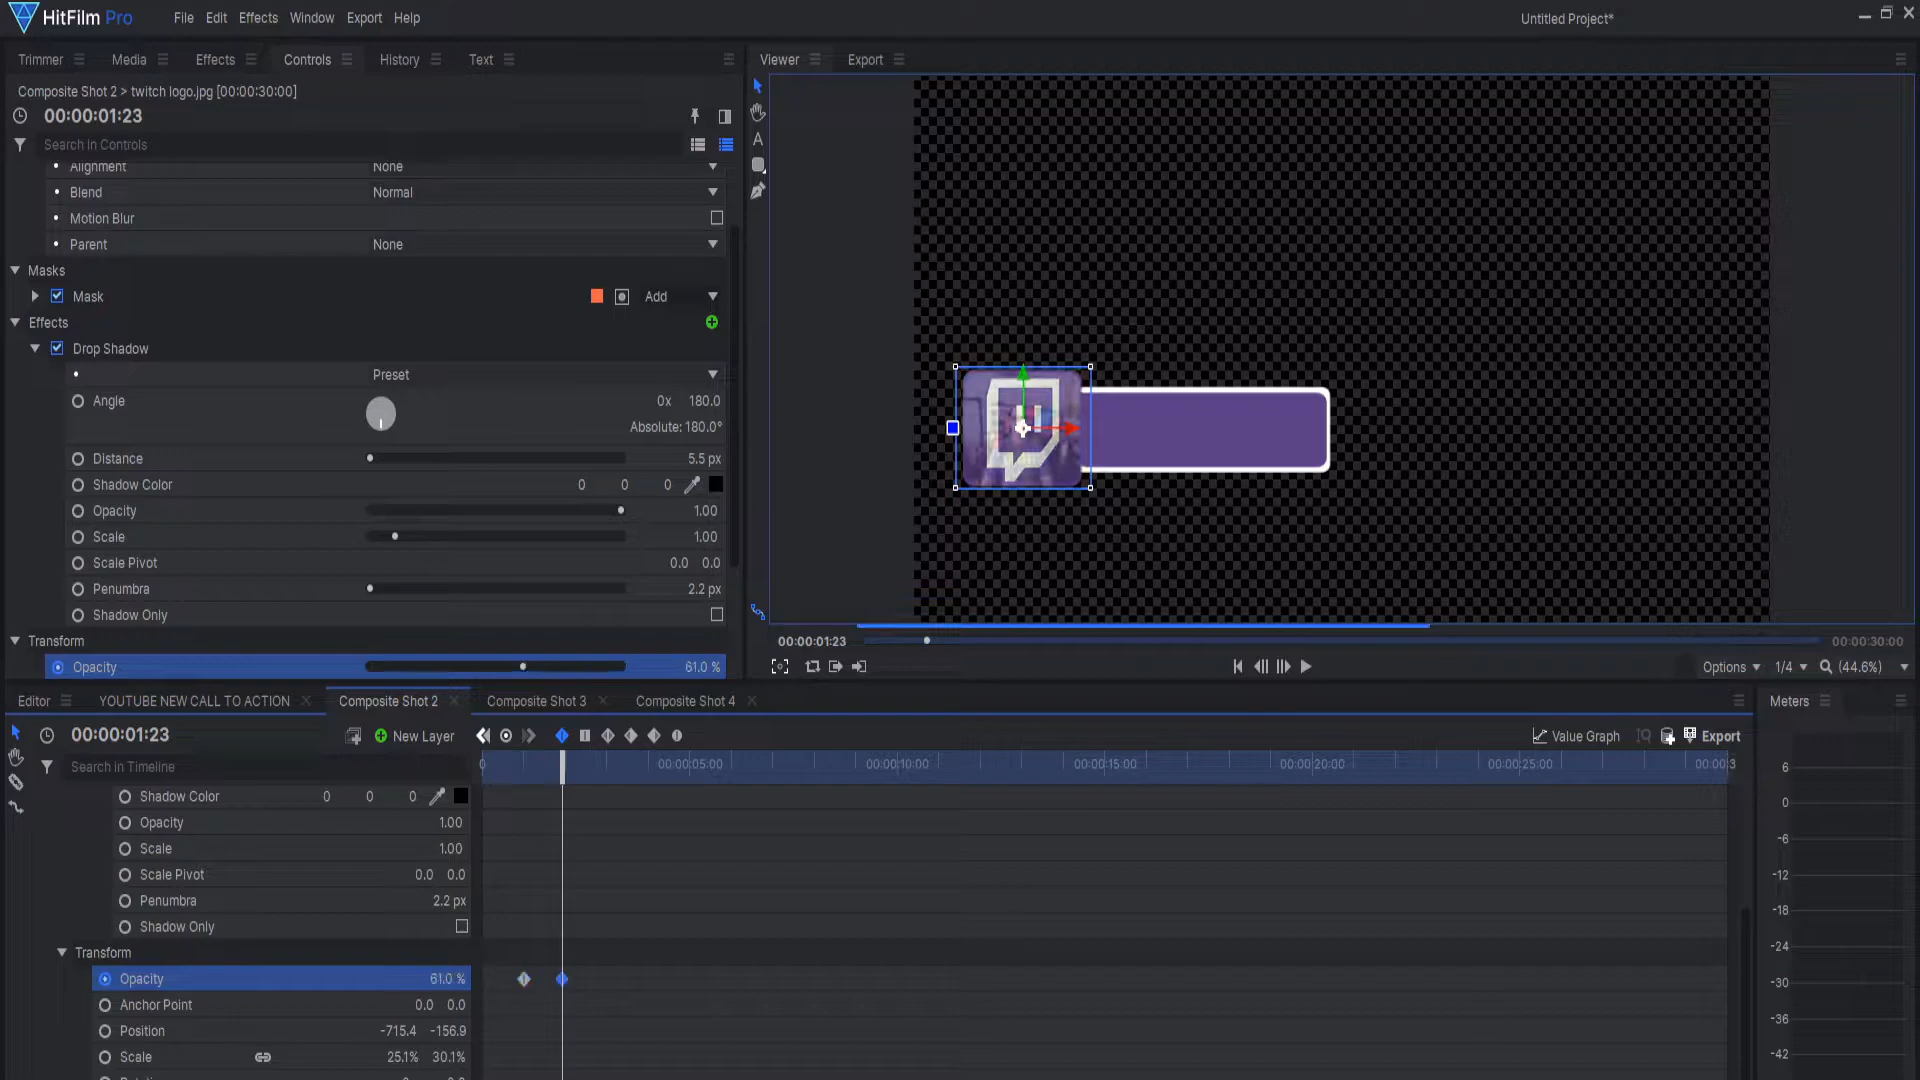 HitFilm Pro
File Edit Effects Window Export Help
Untitled Project*
Trimmer Media Effects Controls History Text
Viewer Export
Composite Shot 2 > twitch logo.jpg [00:00:30:00]
00:00:01:23
Search in Controls
Alignment None
Blend Normal
Motion Blur
Parent None
Masks
Mask Add
Effects
Drop Shadow
Preset
Angle 0x 180.0
Absolute: 180.0°
Distance 5.5 px
Shadow Color 0 0 0
Opacity 1.00
Scale 1.00
Scale Pivot 0.0 0.0
Penumbra 2.2 px
Shadow Only
Transform
Opacity 61.0 %
00:00:01:23 00:00:30:00
Options 1/4 (44.6%)
Editor YOUTUBE NEW CALL TO ACTION Composite Shot 2 Composite Shot 3 Composite Shot 4
Meters
00:00:01:23 New Layer Value Graph Export
Search in Timeline
0 00:00:05:00 00:00:10:00 00:00:15:00 00:00:20:00 00:00:25:00 00:00:3
Shadow Color 0 0 0
Opacity 1.00
Scale 1.00
Scale Pivot 0.0 0.0
Penumbra 2.2 px
Shadow Only
Transform
Opacity 61.0 %
Anchor Point 0.0 0.0
Position -715.4 -156.9
Scale 25.1% 30.1%
6
0
-6
-12
-18
-24
-30
-36
-42